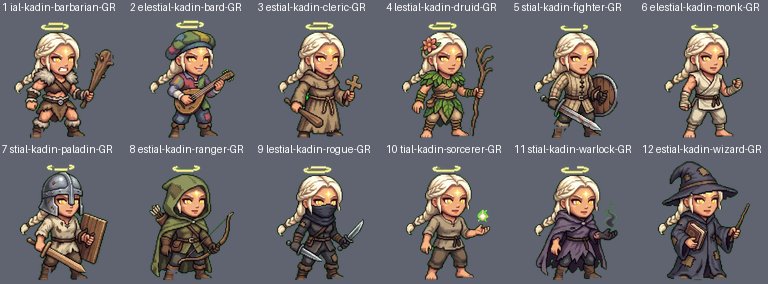 1 ial-kadin-barbarian-GR
2 elestial-kadin-bard-GR
3 estial-kadin-cleric-GR
4 lestial-kadin-druid-GR
5 stial-kadin-fighter-GR
6 elestial-kadin-monk-GR
7 stial-kadin-paladin-GR
8 elestial-kadin-ranger-GR
9 lestial-kadin-rogue-GR
10 tial-kadin-sorcerer-GR
11 stial-kadin-warlock-GR
12 elestial-kadin-wizard-GR